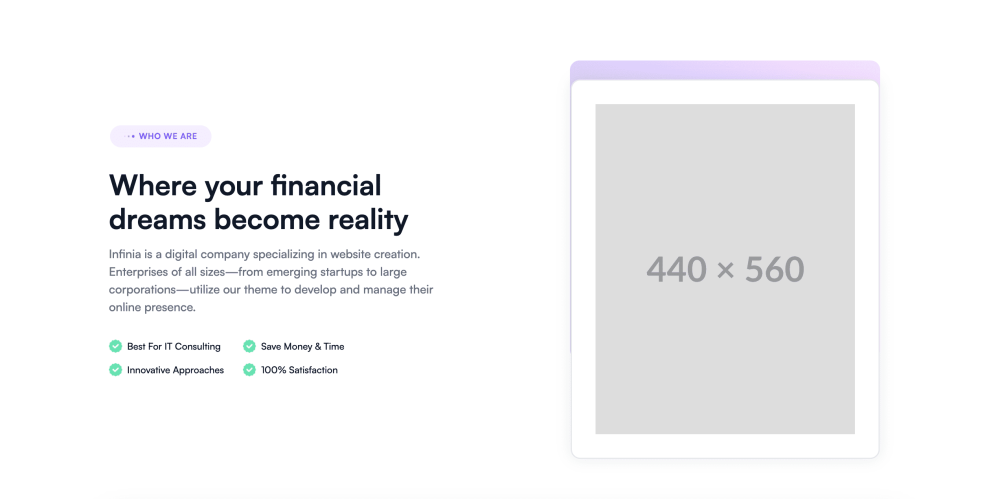 WHO WE ARE
Where your financial
dreams become reality
Infinia is a digital company specializing in website creation.
Enterprises of all sizes—from emerging startups to large
corporations—utilize our theme to develop and manage their
online presence.
Best For IT Consulting
Save Money & Time
Innovative Approaches
100% Satisfaction
440 × 560